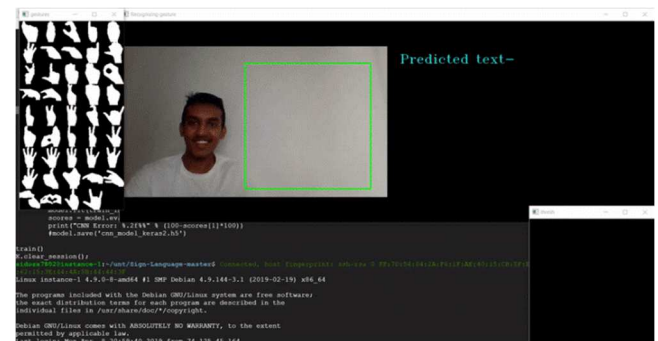 gestures
Recognizing gesture
Predicted text-
scores = model.ev
print("CNN Error: %.2f%%" % (100-scores[1]*100))
#model.save('cnn_model_keras2.h5')
train()
K.clear_session();
Linux instance-1 4.9.0-8-amd64 #1 SMP Debian 4.9.144-3.1 (2019-02-19) x86_64
The programs included with the Debian GNU/Linux system are free software;
the exact distribution terms for each program are described in the
individual files in /usr/share/doc/*/copyright.
Debian GNU/Linux comes with ABSOLUTELY NO WARRANTY, to the extent
permitted by applicable law.